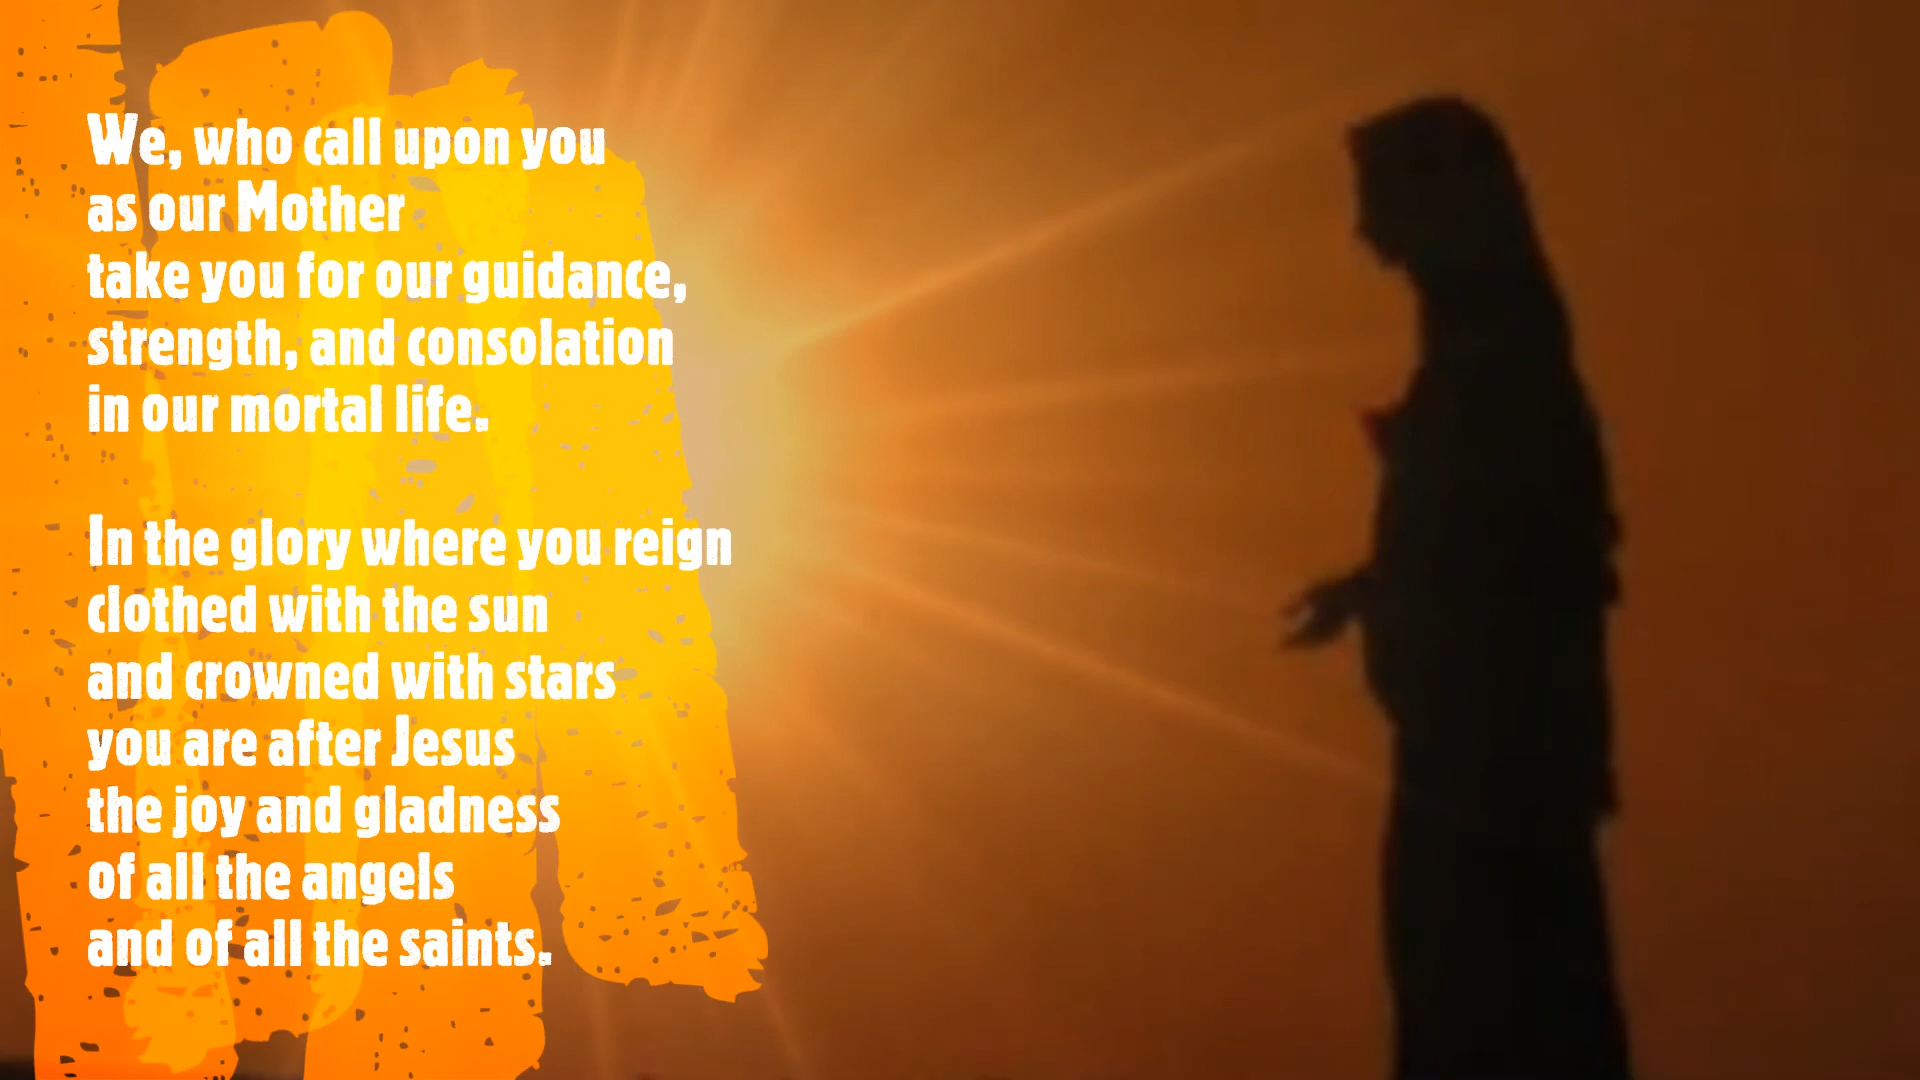 We, who call upon you
as our Mother
take you for our guidance,
strength, and consolation
in our mortal life.
In the glory where you reign
clothed with the sun
and crowned with stars
you are after Jesus
the joy and gladness
of all the angels
and of all the saints.